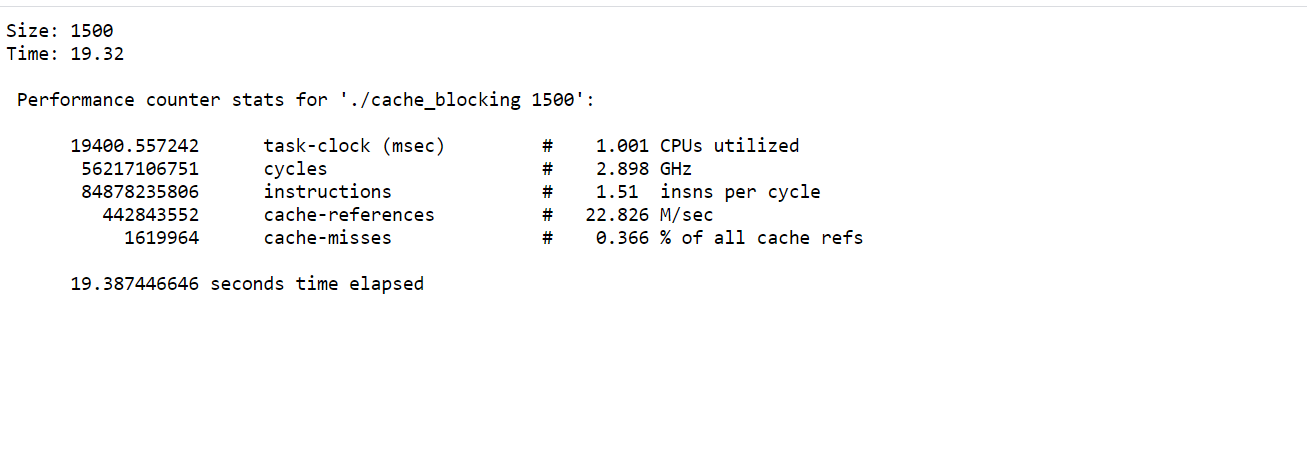 Size: 1500
Time: 19.32
Performance counter stats for './cache_blocking 1500':
19400.557242 task-clock (msec) # 1.001 CPUs utilized
56217106751 cycles # 2.898 GHz
84878235806 instructions # 1.51 insns per cycle
442843552 cache-references # 22.826 M/sec
1619964 cache-misses # 0.366 % of all cache refs
19.387446646 seconds time elapsed